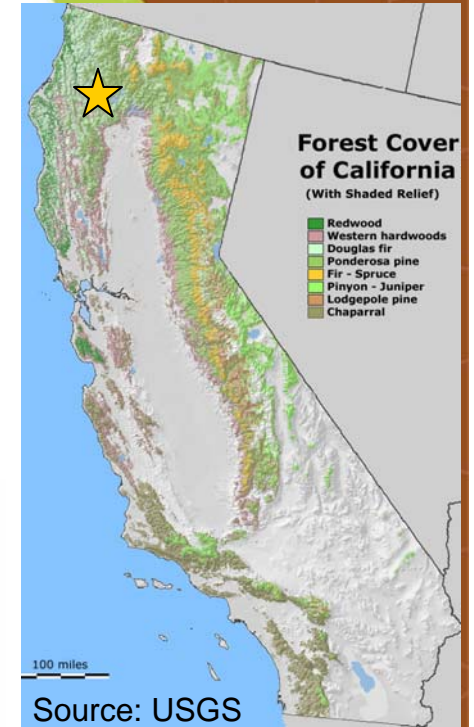 Forest Cover
of California
(With Shaded Relief)
Redwood
Western hardwoods
Douglas fir
Ponderosa pine
Fir - Spruce
Pinyon - Juniper
Lodgepole pine
Chaparral
100 miles
Source: USGS